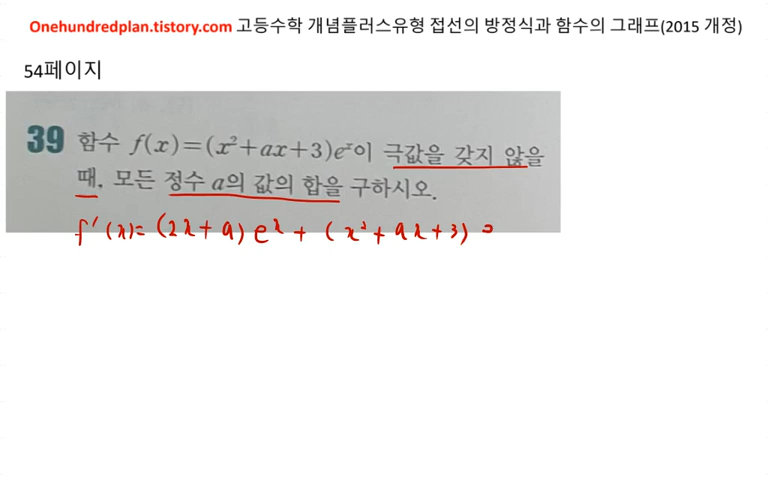 Onehundredplan.tistory.com 고등수학 개념플러스유형 접선의 방정식과 함수의 그래프(2015 개정)
54페이지
39 함수 f(x)=(x²+ax+3)eˣ이 극값을 갖지 않을
때, 모든 정수 a의 값의 합을 구하시오.
f'(x)= (2x+a) eˣ + (x²+ax+3)